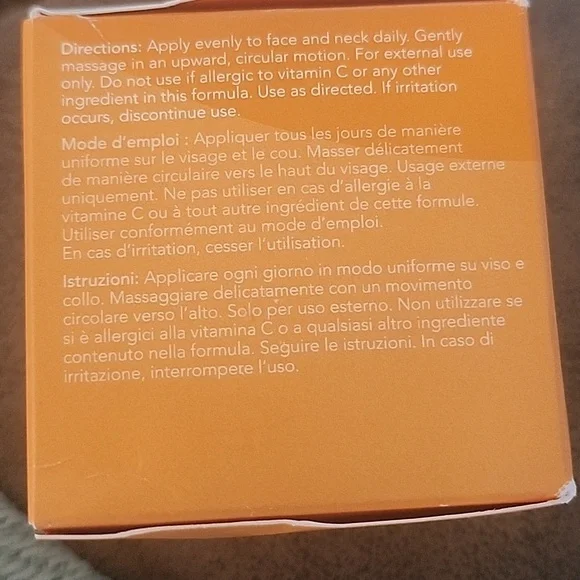 Directions: Apply evenly to face and neck daily. Gently
massage in an upward, circular motion. For external use
only. Do not use if allergic to vitamin C or any other
ingredient in this formula. Use as directed. If irritation
occurs, discontinue use.
Mode d'emploi : Appliquer tous les jours de manière
uniforme sur le visage et le cou. Masser délicatement
de manière circulaire vers le haut du visage. Usage externe
uniquement. Ne pas utiliser en cas d'allergie à la
vitamine C ou à tout autre ingrédient de cette formule.
Utiliser conformément au mode d'emploi.
En cas d'irritation, cesser l'utilisation.
Istruzioni: Applicare ogni giorno in modo uniforme su viso e
collo. Massaggiare delicatamente con un movimento
circolare verso l'alto. Solo per uso esterno. Non utilizzare se
si è allergici alla vitamina C o a qualsiasi altro ingrediente
contenuto nella formula. Seguire le istruzioni. In caso di
irritazione, interrompere l'uso.